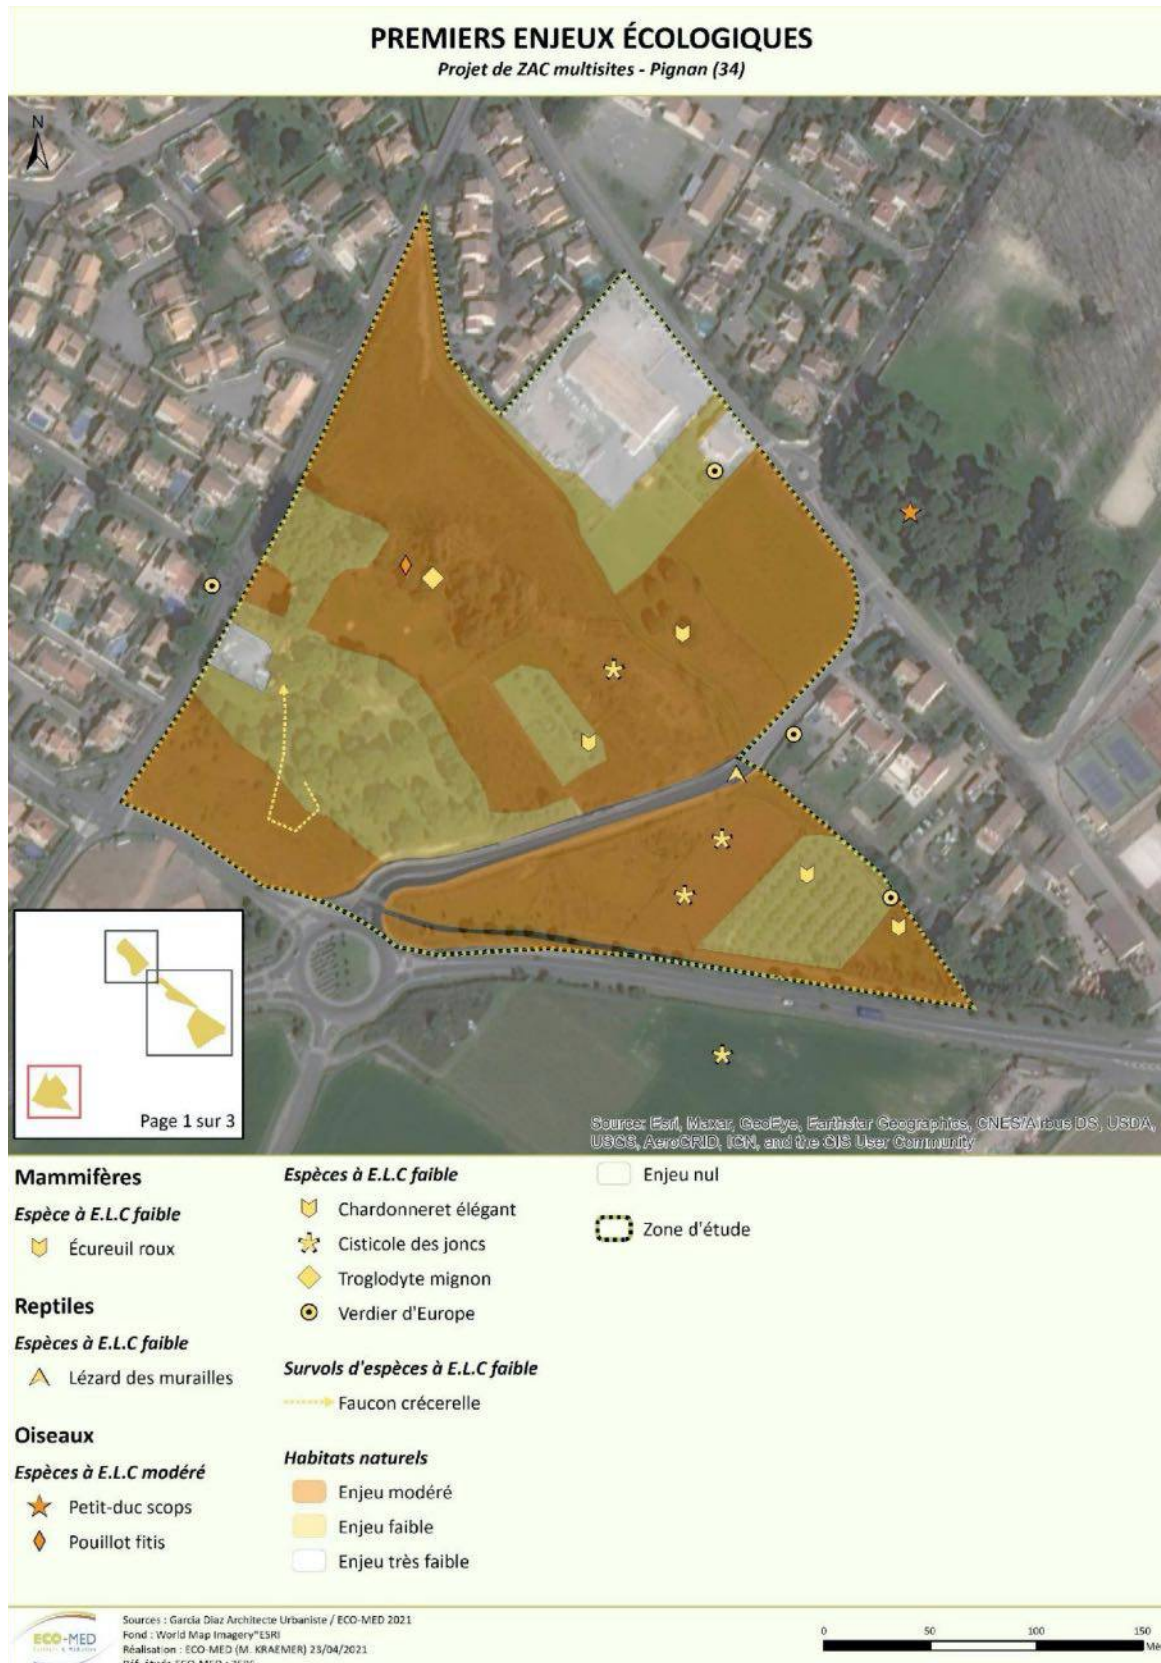 PREMIERS ENJEUX ÉCOLOGIQUES
Projet de ZAC multisites - Pignan (34)
N
Page 1 sur 3
Source: Esri, Maxar, GeoEye, Earthstar Geographics, CNES/Airbus DS, USDA,
USGS, AeroGRID, IGN, and the GIS User Community
Mammifères
Espèce à E.L.C faible
Écureuil roux
Reptiles
Espèces à E.L.C faible
Lézard des murailles
Oiseaux
Espèces à E.L.C modéré
Petit-duc scops
Pouillot fitis
Espèces à E.L.C faible
Chardonneret élégant
Cisticole des joncs
Troglodyte mignon
Verdier d'Europe
Survols d'espèces à E.L.C faible
Faucon crécerelle
Habitats naturels
Enjeu modéré
Enjeu faible
Enjeu très faible
Enjeu nul
Zone d'étude
ECO-MED
Sources : Garcia Diaz Architecte Urbaniste / ECO-MED 2021
Fond : World Map Imagery"ESRI
Réalisation : ECO-MED (M. KRAEMER) 23/04/2021
0 50 100 150